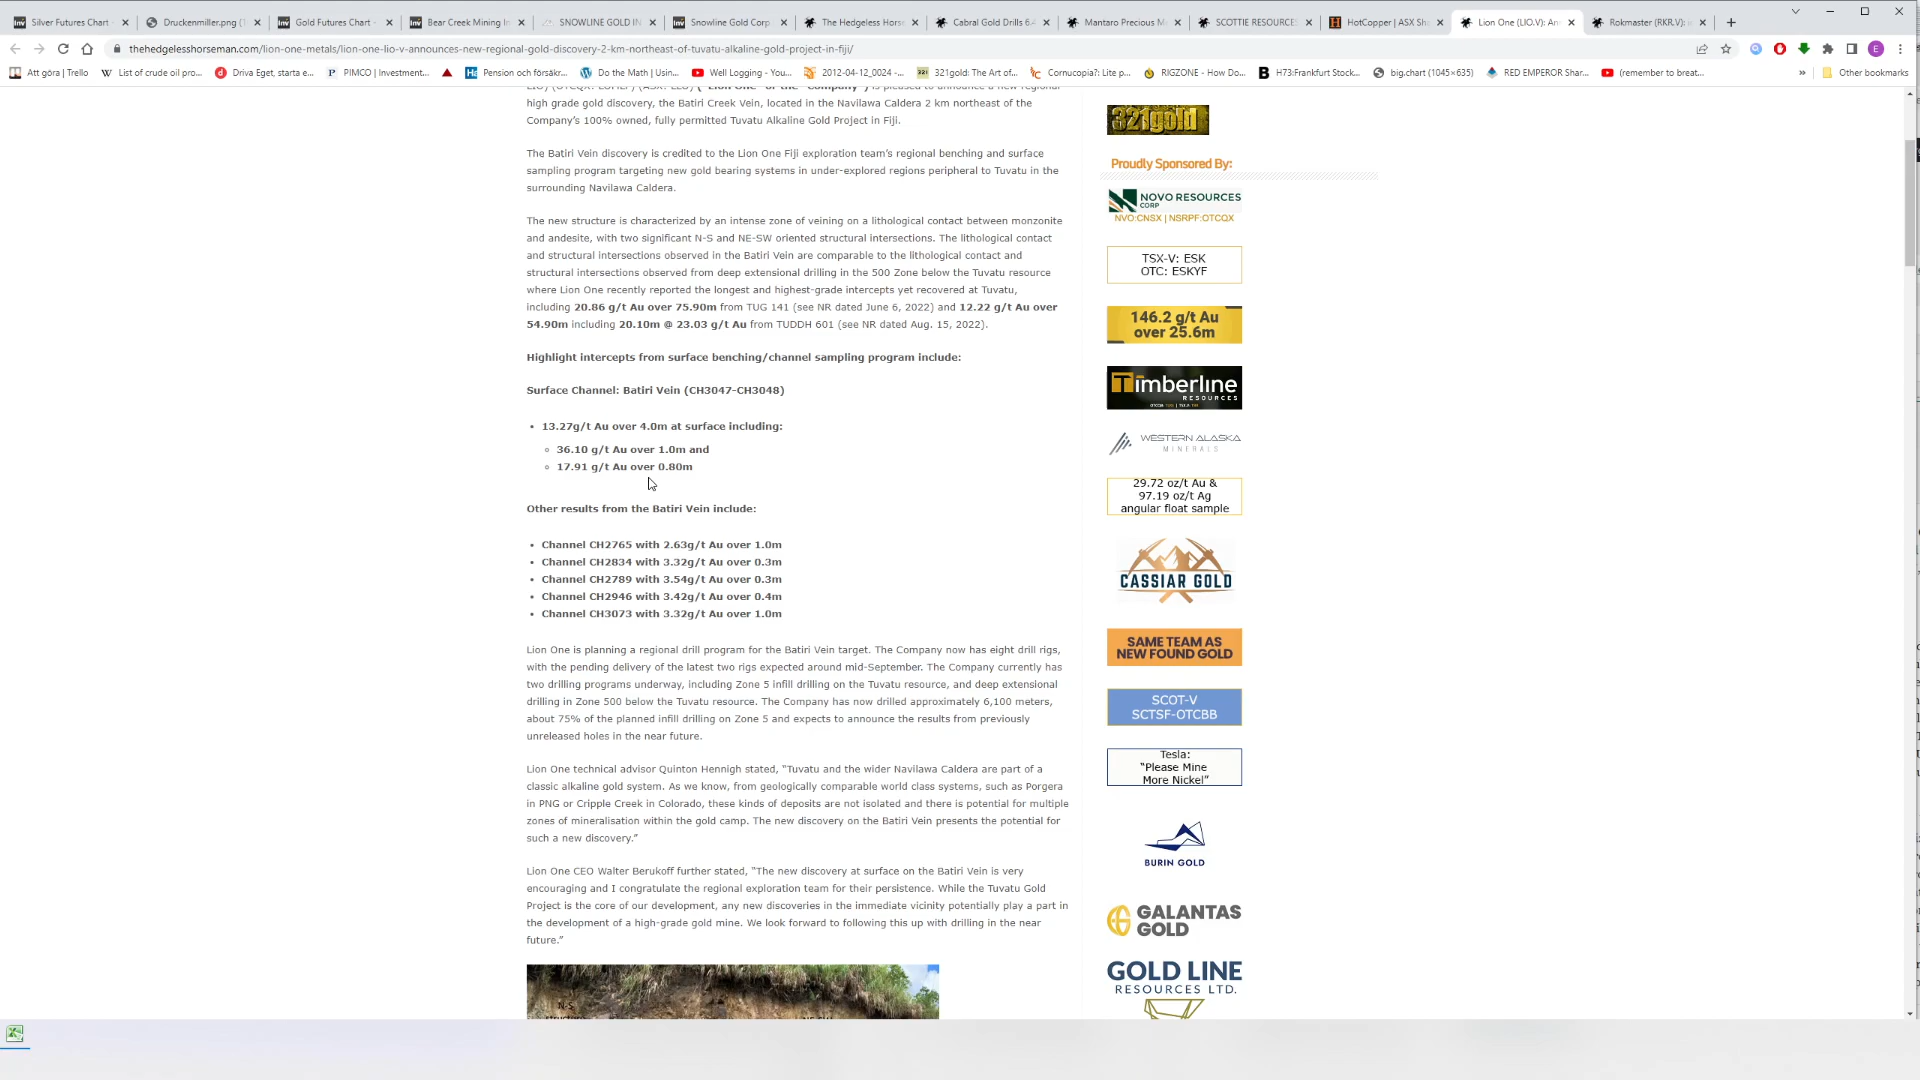 Silver Futures Chart -
Druckenmiller.png (1
Gold Futures Chart -
Bear Creek Mining In
SNOWLINE GOLD IN
Snowline Gold Corp
The Hedgeless Horse
Cabral Gold Drills 6.4
Mantaro Precious M
SCOTTIE RESOURCES
HotCopper | ASX Sh
Lion One (LIO.V): An
Rokmaster (RKR.V):
thehedgelesshorseman.com/lion-one-metals/lion-one-lio-v-announces-new-regional-gold-discovery-2-km-northeast-of-tuvatu-alkaline-gold-project-in-fiji/
E
Att göra | Trello
List of crude oil pro...
Driva Eget, starta e...
PIMCO | Investment...
Pension och försäkr...
Do the Math | Usin...
Well Logging - You...
2012-04-12_0024 -...
321gold: The Art of...
Cornucopia?: Lite p...
RIGZONE - How Do...
H73:Frankfurt Stock...
big.chart (1045×635)
RED EMPEROR Shar...
(remember to breat...
Other bookmarks
high grade gold discovery, the Batiri Creek Vein, located in the Navilawa Caldera 2 km northeast of the
Company's 100% owned, fully permitted Tuvatu Alkaline Gold Project in Fiji.
The Batiri Vein discovery is credited to the Lion One Fiji exploration team's regional benching and surface
sampling program targeting new gold bearing systems in under-explored regions peripheral to Tuvatu in the
surrounding Navilawa Caldera.
The new structure is characterized by an intense zone of veining on a lithological contact between monzonite
and andesite, with two significant N-S and NE-SW oriented structural intersections. The lithological contact
and structural intersections observed in the Batiri Vein are comparable to the lithological contact and
structural intersections observed from deep extensional drilling in the 500 Zone below the Tuvatu resource
where Lion One recently reported the longest and highest-grade intercepts yet recovered at Tuvatu,
including 20.86 g/t Au over 75.90m from TUG 141 (see NR dated June 6, 2022) and 12.22 g/t Au over
54.90m including 20.10m @ 23.03 g/t Au from TUDDH 601 (see NR dated Aug. 15, 2022).
Highlight intercepts from surface benching/channel sampling program include:
Surface Channel: Batiri Vein (CH3047-CH3048)
13.27g/t Au over 4.0m at surface including:
36.10 g/t Au over 1.0m and
17.91 g/t Au over 0.80m
Other results from the Batiri Vein include:
Channel CH2765 with 2.63g/t Au over 1.0m
Channel CH2834 with 3.32g/t Au over 0.3m
Channel CH2789 with 3.54g/t Au over 0.3m
Channel CH2946 with 3.42g/t Au over 0.4m
Channel CH3073 with 3.32g/t Au over 1.0m
Lion One is planning a regional drill program for the Batiri Vein target. The Company now has eight drill rigs,
with the pending delivery of the latest two rigs expected around mid-September. The Company currently has
two drilling programs underway, including Zone 5 infill drilling on the Tuvatu resource, and deep extensional
drilling in Zone 500 below the Tuvatu resource. The Company has now drilled approximately 6,100 meters,
about 75% of the planned infill drilling on Zone 5 and expects to announce the results from previously
unreleased holes in the near future.
Lion One technical advisor Quinton Hennigh stated, "Tuvatu and the wider Navilawa Caldera are part of a
classic alkaline gold system. As we know, from geologically comparable world class systems, such as Porgera
in PNG or Cripple Creek in Colorado, these kinds of deposits are not isolated and there is potential for multiple
zones of mineralisation within the gold camp. The new discovery on the Batiri Vein presents the potential for
such a new discovery."
Lion One CEO Walter Berukoff further stated, "The new discovery at surface on the Batiri Vein is very
encouraging and I congratulate the regional exploration team for their persistence. While the Tuvatu Gold
Project is the core of our development, any new discoveries in the immediate vicinity potentially play a part in
the development of a high-grade gold mine. We look forward to following this up with drilling in the near
future."
N-S
321gold
Proudly Sponsored By:
NOVO RESOURCES
CORP
NVO:CNSX | NSRPF:OTCQX
TSX-V: ESK
OTC: ESKYF
146.2 g/t Au
over 25.6m
Timberline
RESOURCES
WESTERN ALASKA
MINERALS
29.72 oz/t Au &
97.19 oz/t Ag
angular float sample
CASSIAR GOLD
SAME TEAM AS
NEW FOUND GOLD
SCOT-V
SCTSF-OTCBB
Tesla:
"Please Mine
More Nickel"
BURIN GOLD
GALANTAS
GOLD
GOLD LINE
RESOURCES LTD.